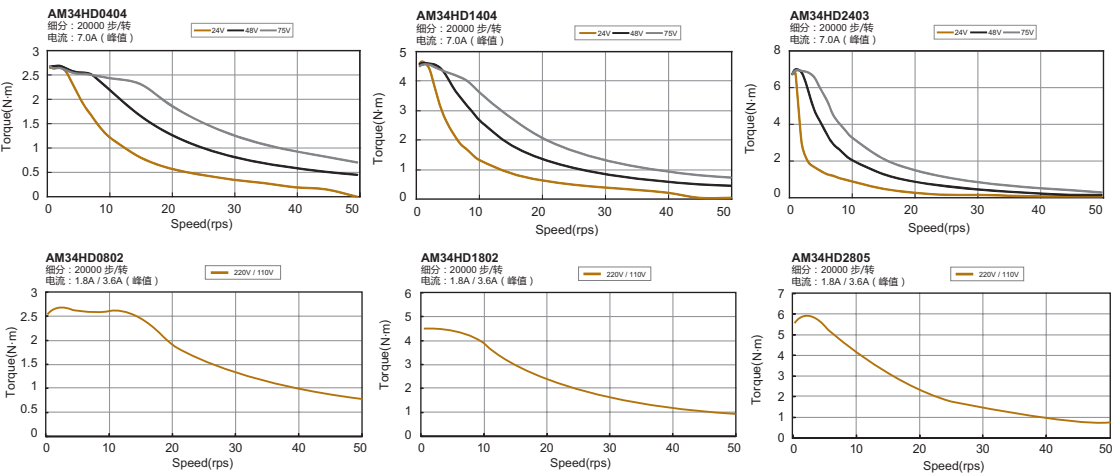 AM34HD0404
细分：20000 步/转
电流：7.0A（峰值）
24V 48V 75V
Torque(N·m)
3
2.5
2
1.5
1
0.5
0
0 10 20 30 40 50
Speed(rps)
AM34HD1404
细分：20000 步/转
电流：7.0A（峰值）
24V 48V 75V
Torque(N·m)
5
4
3
2
1
0
0 10 20 30 40 50
Speed(rps)
AM34HD2403
细分：20000 步/转
电流：7.0A（峰值）
24V 48V 75V
Torque(N·m)
8
6
4
2
0
0 10 20 30 40 50
Speed(rps)
AM34HD0802
细分：20000 步/转
电流：1.8A / 3.6A（峰值）
220V / 110V
Torque(N·m)
3
2.5
2
1.5
1
0.5
0
0 10 20 30 40 50
Speed(rps)
AM34HD1802
细分：20000 步/转
电流：1.8A / 3.6A（峰值）
220V / 110V
Torque(N·m)
6
5
4
3
2
1
0
0 10 20 30 40 50
Speed(rps)
AM34HD2805
细分：20000 步/转
电流：1.8A / 3.6A（峰值）
220V / 110V
Torque(N·m)
7
6
5
4
3
2
1
0
0 10 20 30 40 50
Speed(rps)